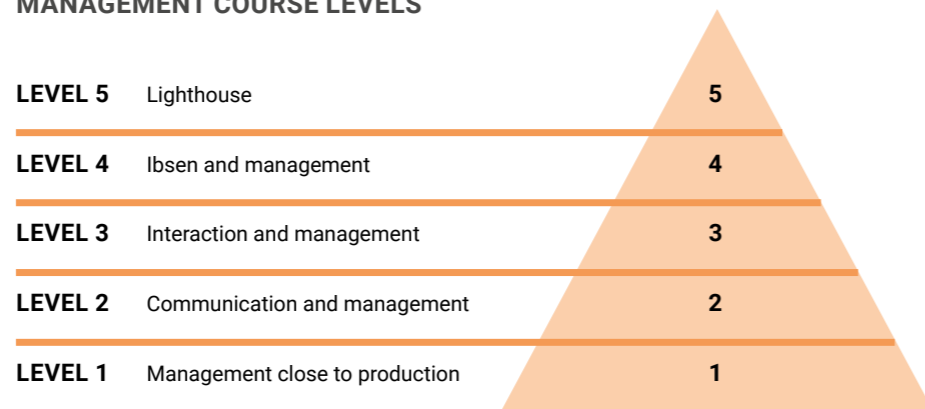 MANAGEMENT COURSE LEVELS
LEVEL 5 Lighthouse 5
LEVEL 4 Ibsen and management 4
LEVEL 3 Interaction and management 3
LEVEL 2 Communication and management 2
LEVEL 1 Management close to production 1